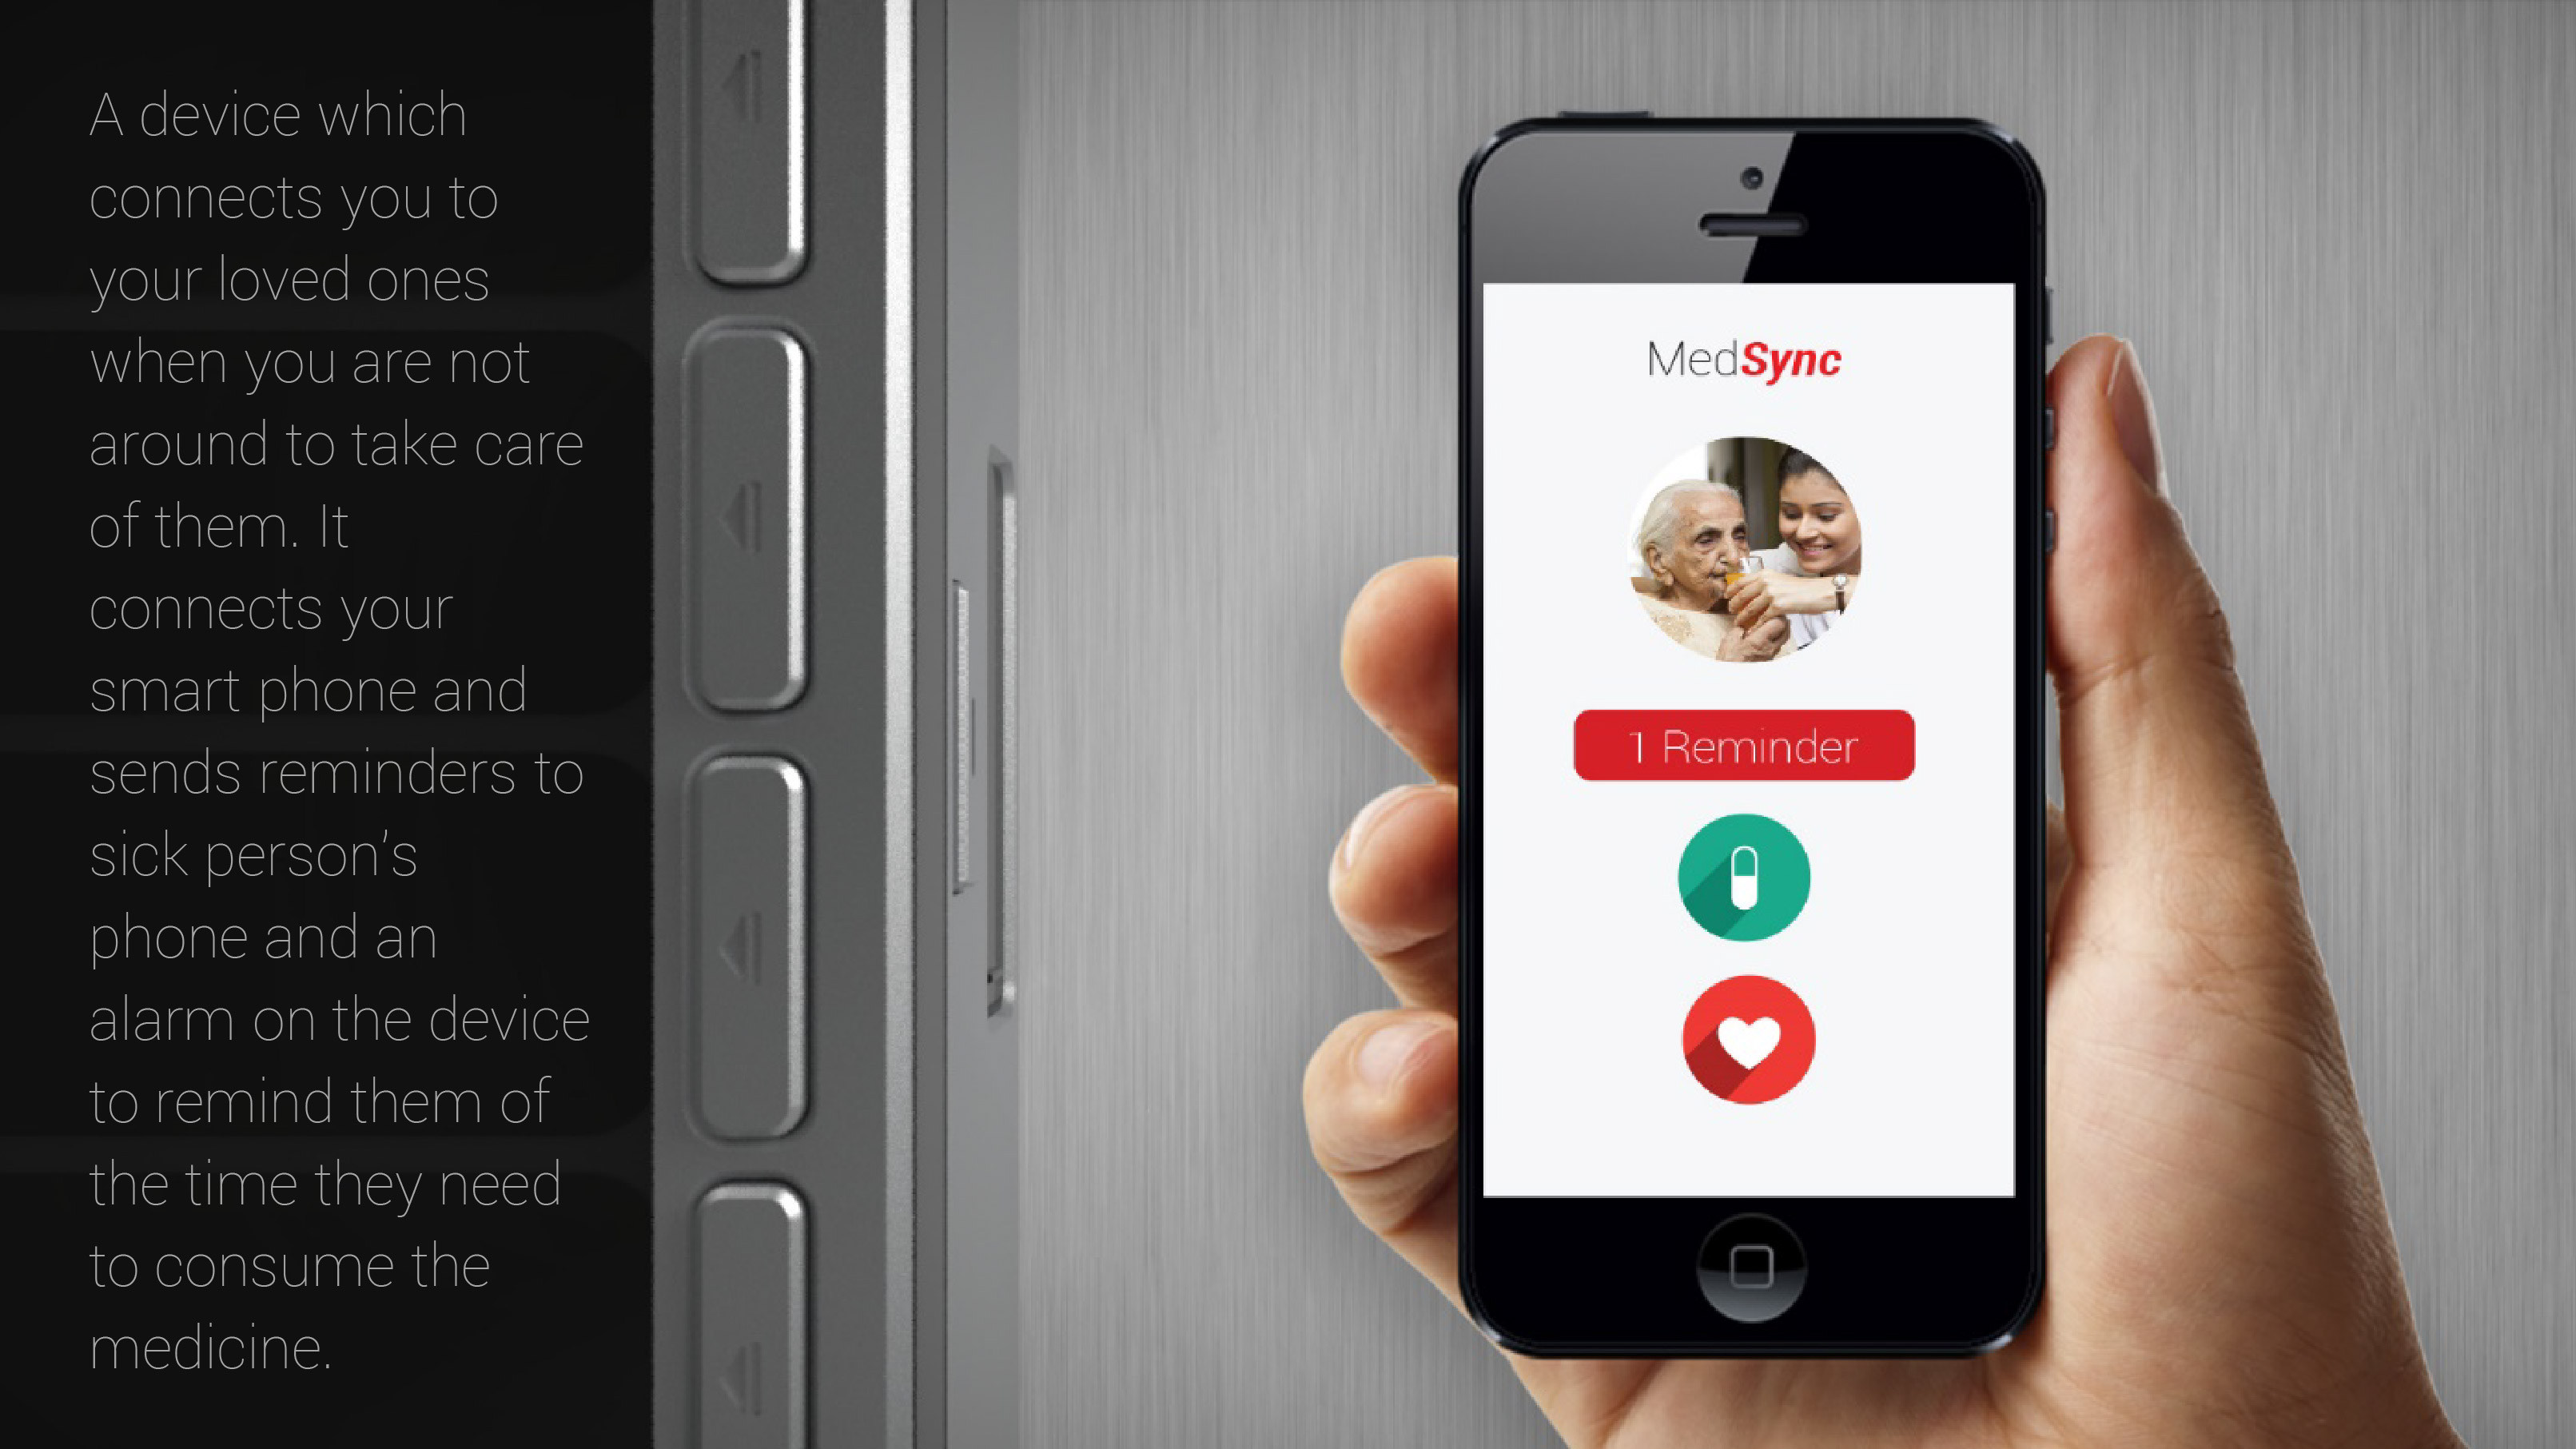 A device which
connects you to
your loved ones
when you are not
around to take care
of them. It
connects your
smart phone and
sends reminders to
sick person’s
phone and an
alarm on the device
to remind them of
the time they need
to consume the
medicine.
MedSync
1 Reminder